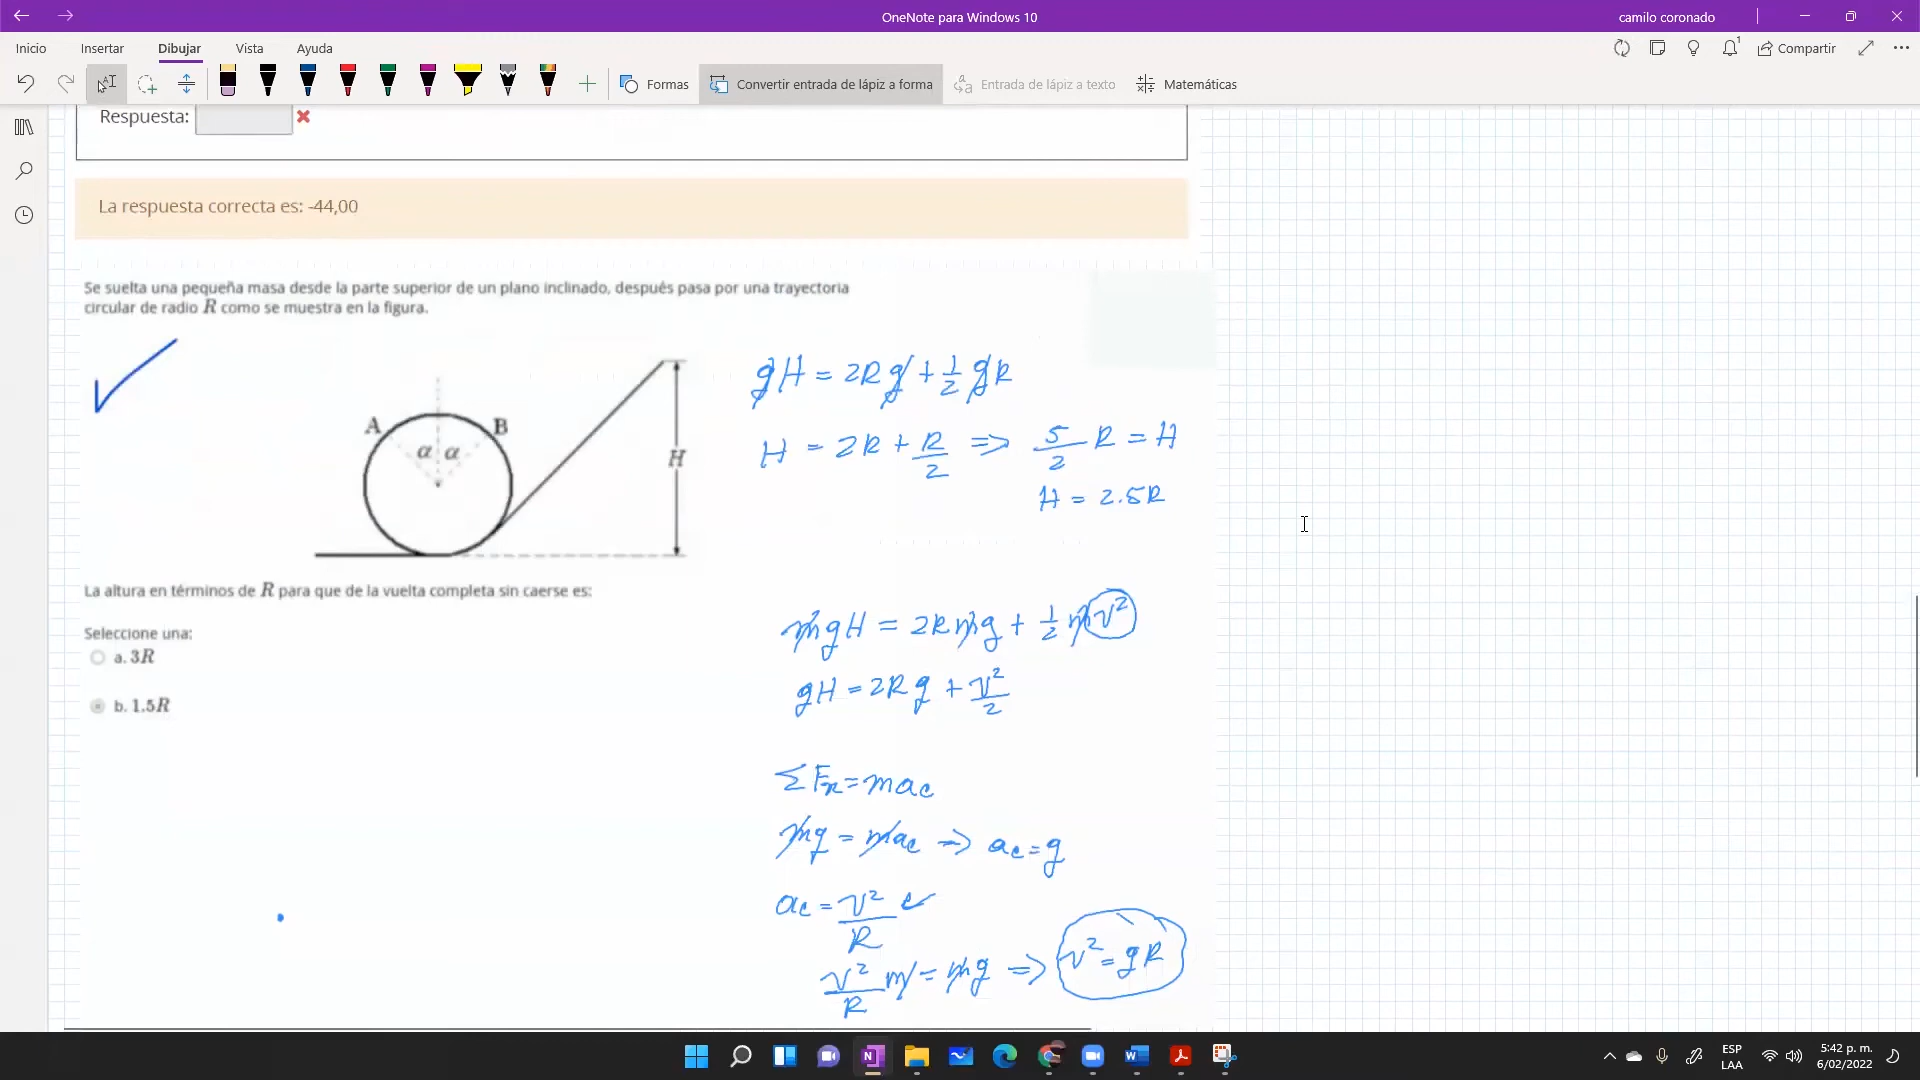 OneNote para Windows 10
camilo coronado
Inicio
Insertar
Dibujar
Vista
Ayuda
1
Compartir
Formas
Convertir entrada de lápiz a forma
Entrada de lápiz a texto
Matemáticas
Respuesta:
La respuesta correcta es: -44,00
Se suelta una pequeña masa desde la parte superior de un plano inclinado, después pasa por una trayectoria
circular de radio R como se muestra en la figura.
A
B
α α
H
gH = 2Rg + 1/2 gR
H = 2R + R/2 => 5/2 R = H
H = 2.5R
La altura en términos de R para que de la vuelta completa sin caerse es:
Seleccione una:
a. 3R
b. 1.5R
mgH = 2Rmg + 1/2 mv²
gH = 2Rg + v²/2
ΣFR = mac
mg = mac => ac = g
ac = v²/R
v²/R m = mg => v² = gR
ESP
LAA
5:42 p. m.
6/02/2022